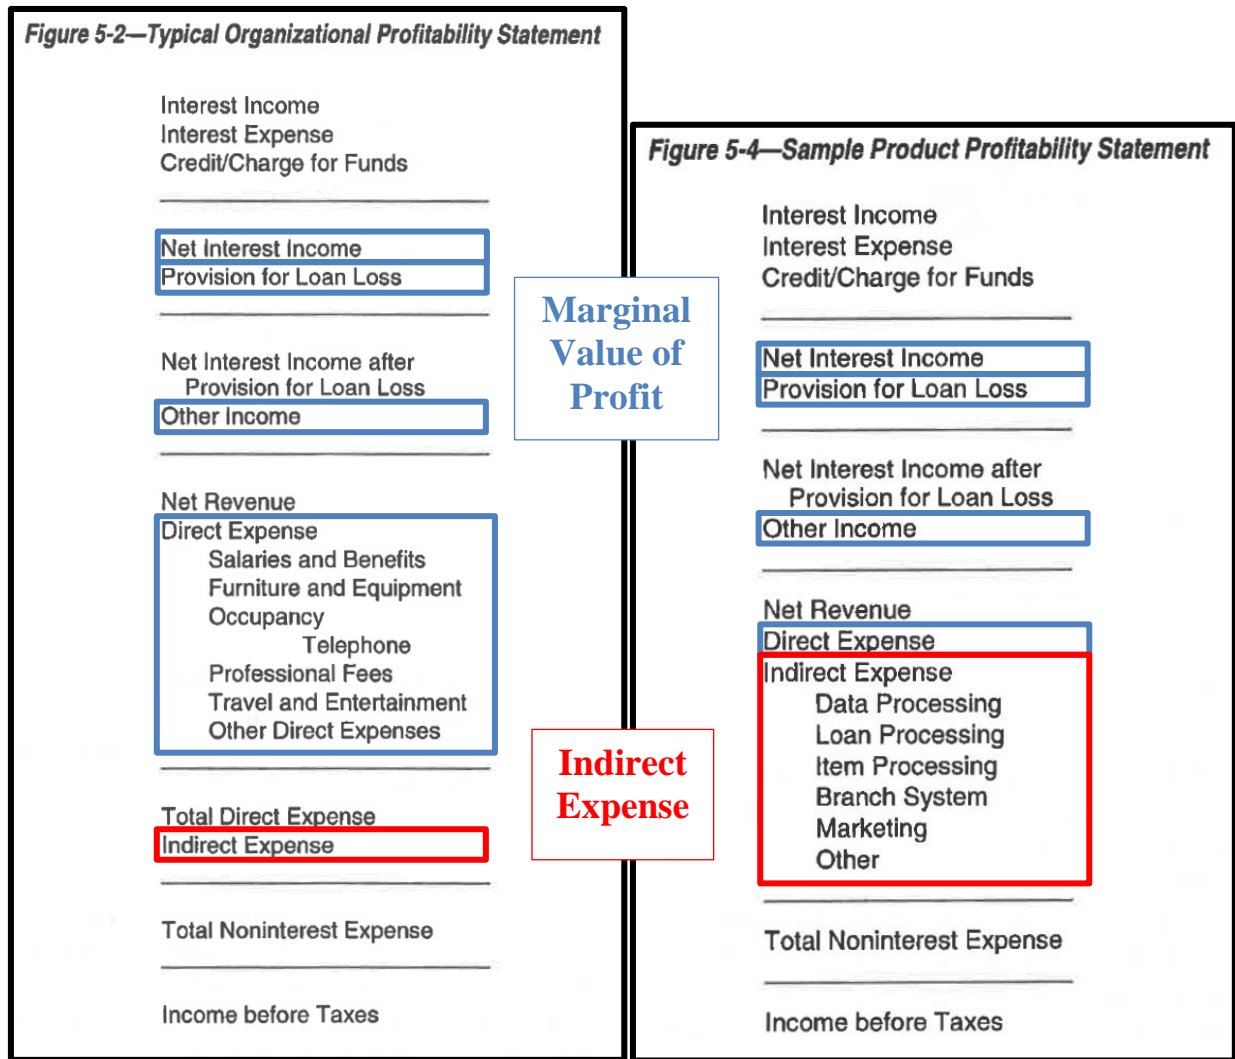 Figure 5-2—Typical Organizational Profitability Statement
Interest Income
Interest Expense
Credit/Charge for Funds
Net Interest Income
Provision for Loan Loss
Net Interest Income after
Provision for Loan Loss
Other Income
Net Revenue
Direct Expense
Salaries and Benefits
Furniture and Equipment
Occupancy
Telephone
Professional Fees
Travel and Entertainment
Other Direct Expenses
Total Direct Expense
Indirect Expense
Total Noninterest Expense
Income before Taxes
Marginal
Value of
Profit
Indirect
Expense
Figure 5-4—Sample Product Profitability Statement
Interest Income
Interest Expense
Credit/Charge for Funds
Net Interest Income
Provision for Loan Loss
Net Interest Income after
Provision for Loan Loss
Other Income
Net Revenue
Direct Expense
Indirect Expense
Data Processing
Loan Processing
Item Processing
Branch System
Marketing
Other
Total Noninterest Expense
Income before Taxes